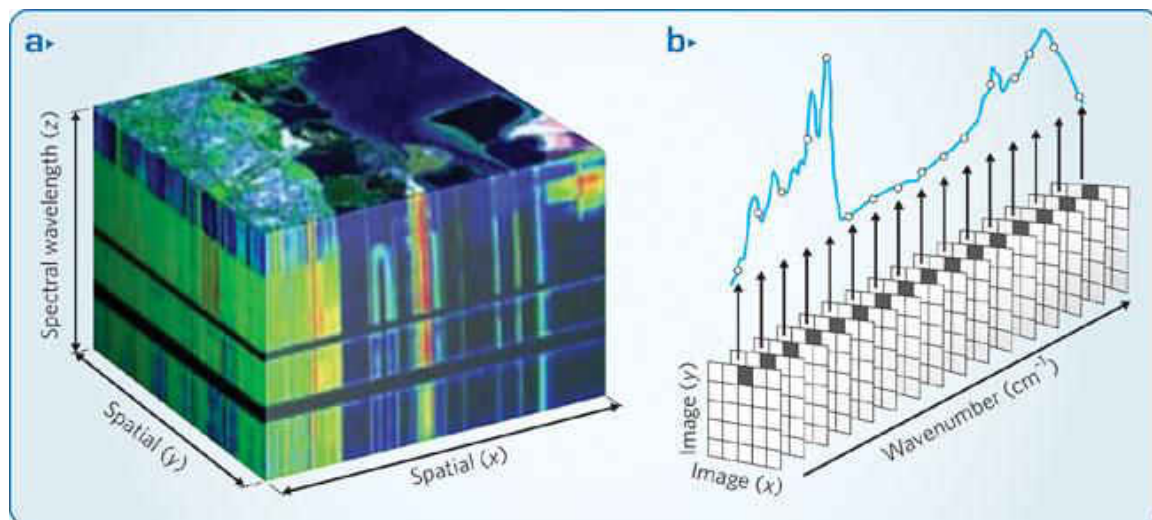 a▸
Spectral wavelength (z)
Spatial (y)
Spatial (x)
b▸
Image (y)
Image (x)
Wavenumber (cm⁻¹)